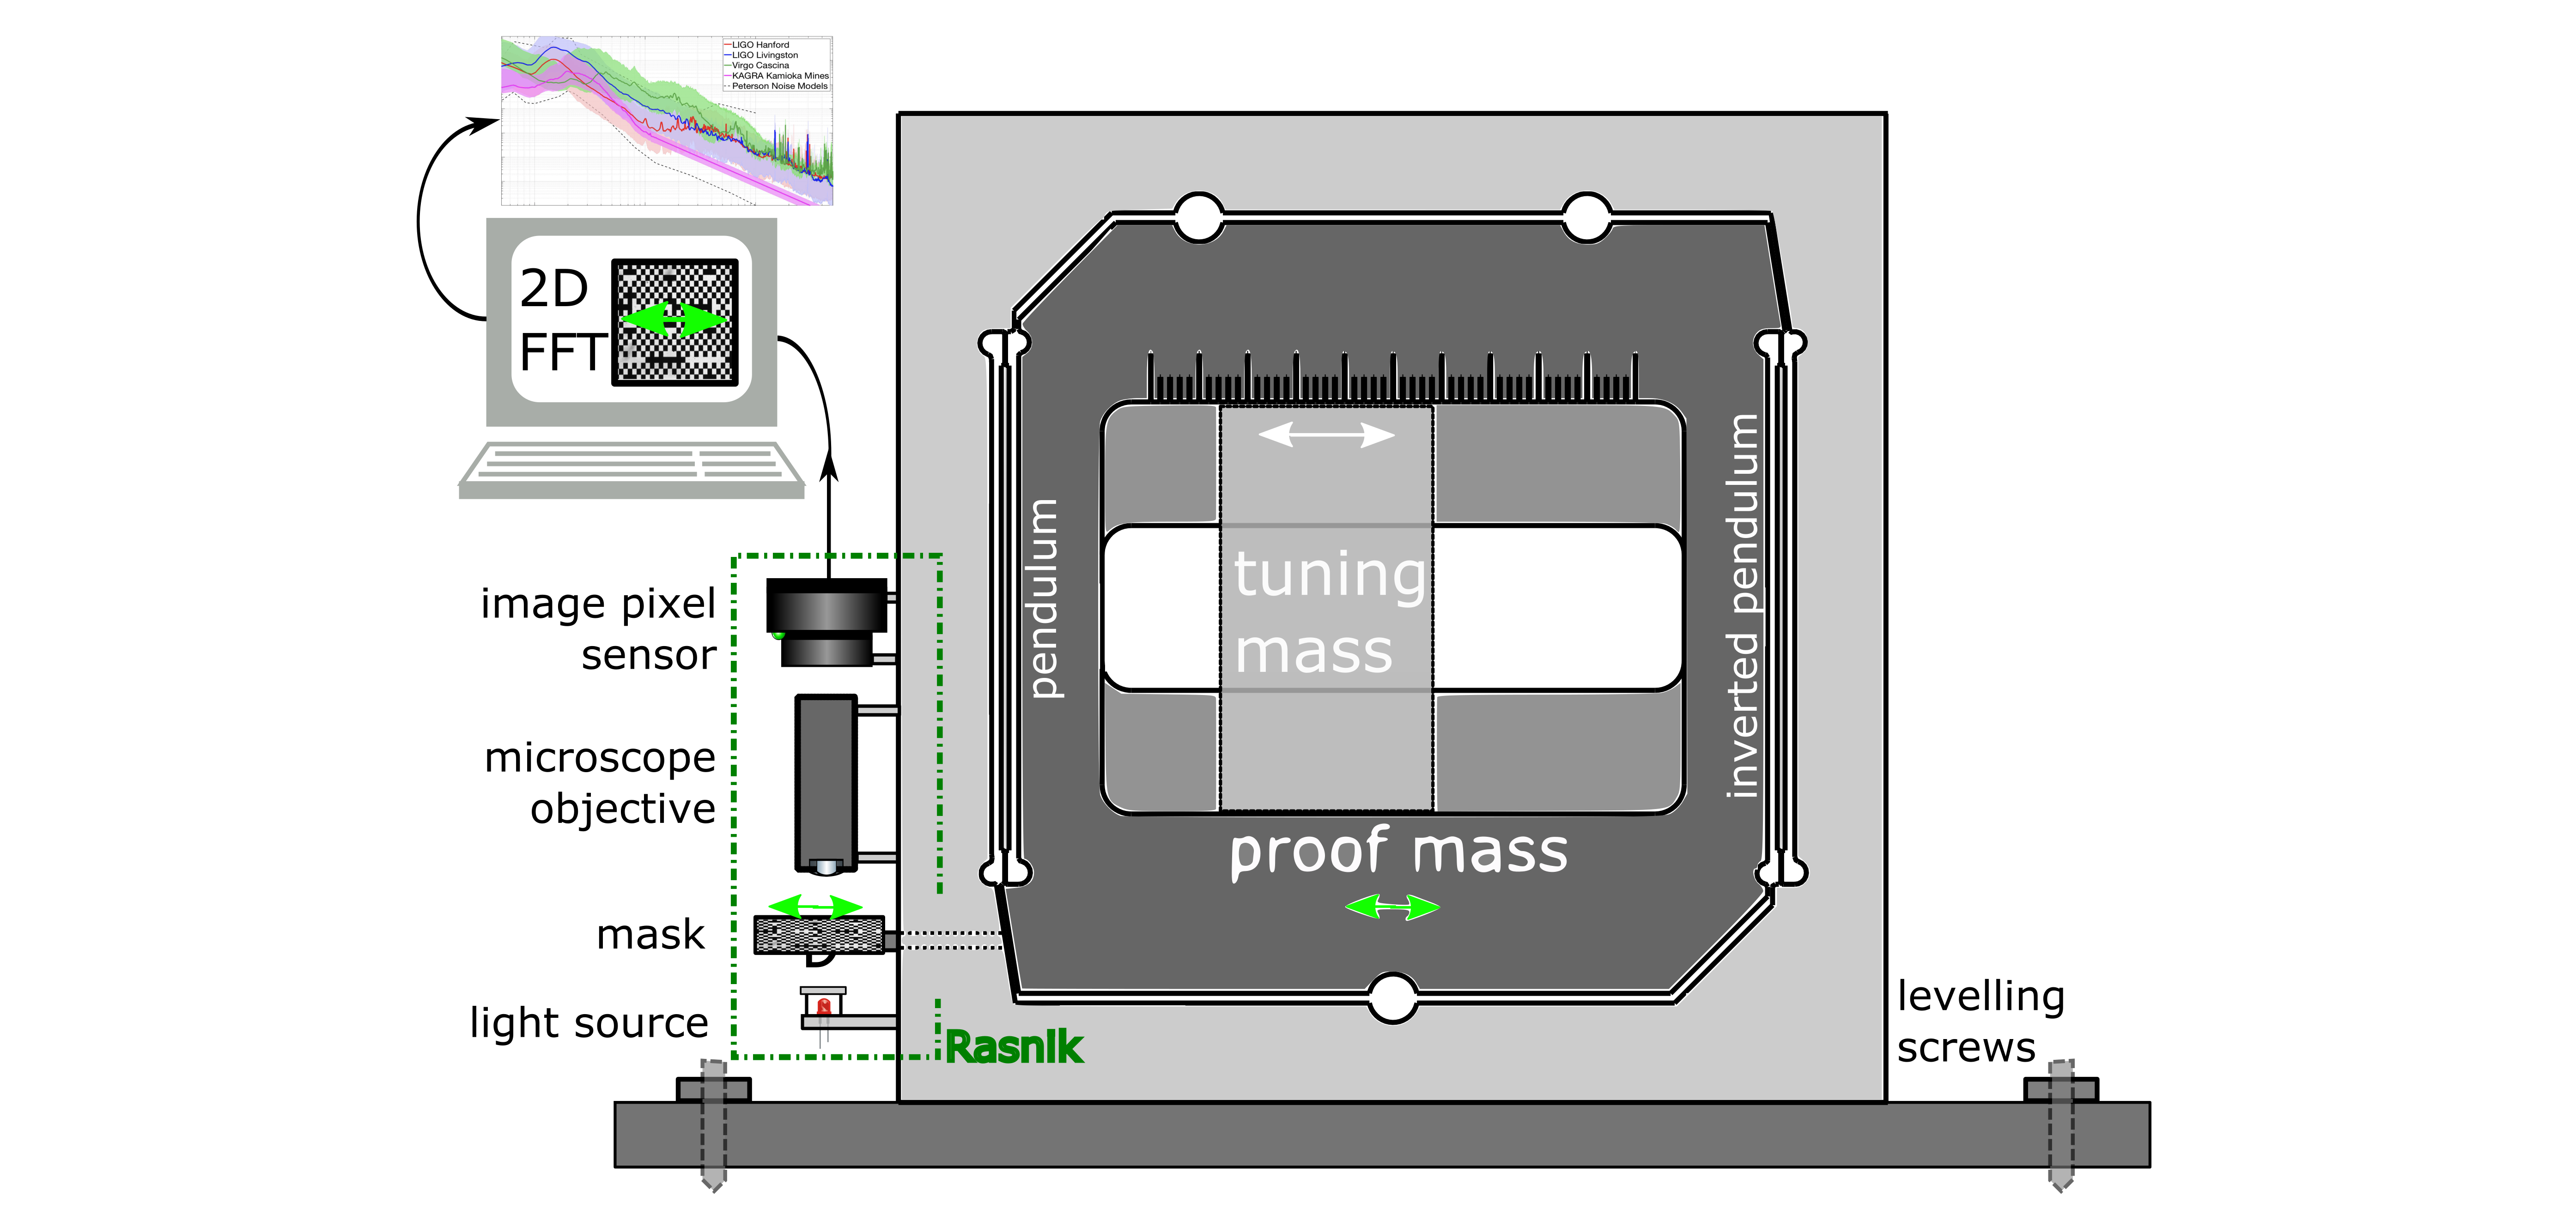 LIGO Hanford
LIGO Livingston
Virgo Cascina
KAGRA Kamioka Mines
Peterson Noise Models
2D
FFT
image pixel
sensor
microscope
objective
mask
light source
Rasnik
pendulum
tuning
mass
inverted pendulum
proof mass
levelling
screws